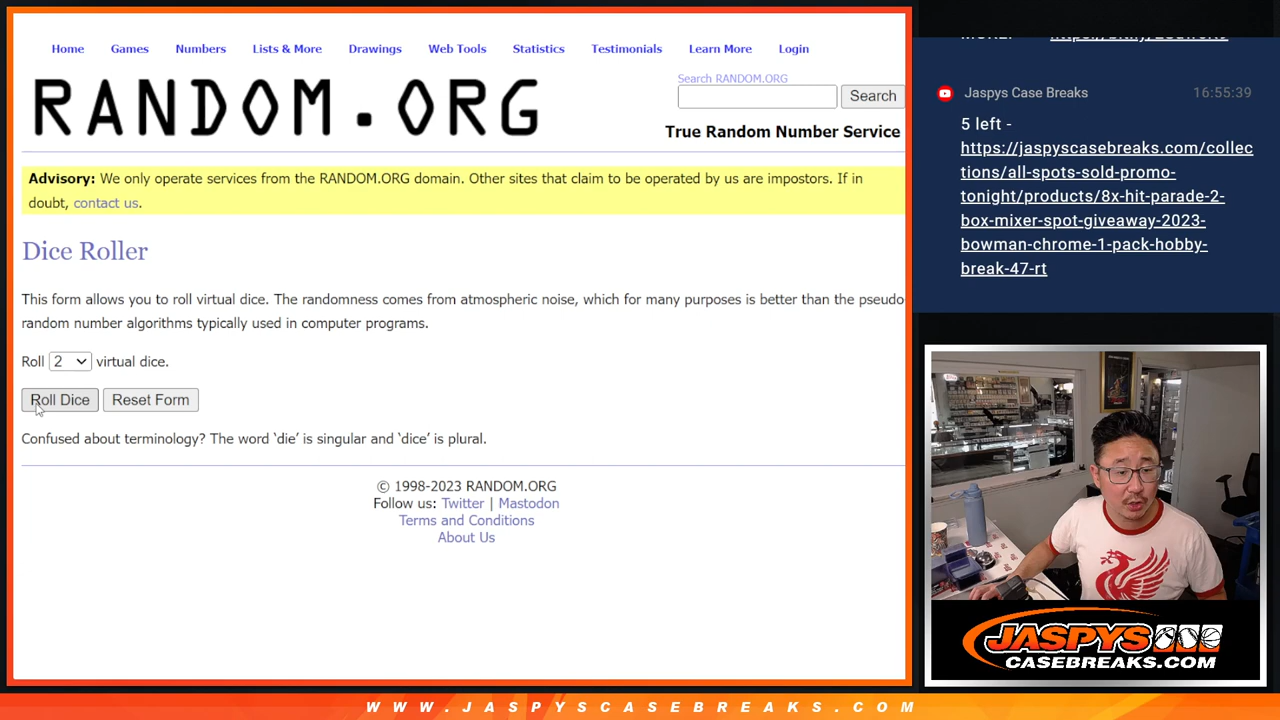 Home Games Numbers Lists & More Drawings Web Tools Statistics Testimonials Learn More Login
RANDOM.ORG
Search RANDOM.ORG
Search
True Random Number Service
Advisory: We only operate services from the RANDOM.ORG domain. Other sites that claim to be operated by us are impostors. If in
doubt, contact us.
Dice Roller
This form allows you to roll virtual dice. The randomness comes from atmospheric noise, which for many purposes is better than the pseudo-
random number algorithms typically used in computer programs.
Roll 2 virtual dice.
Roll Dice Reset Form
Confused about terminology? The word ‘die’ is singular and ‘dice’ is plural.
© 1998-2023 RANDOM.ORG
Follow us: Twitter | Mastodon
Terms and Conditions
About Us
Jaspys Case Breaks 16:55:39
5 left -
https://jaspyscasebreaks.com/collec
tions/all-spots-sold-promo-
tonight/products/8x-hit-parade-2-
box-mixer-spot-giveaway-2023-
bowman-chrome-1-pack-hobby-
break-47-rt
JASPYS
CASEBREAKS.COM
WWW.JASPYSCASEBREAKS.COM